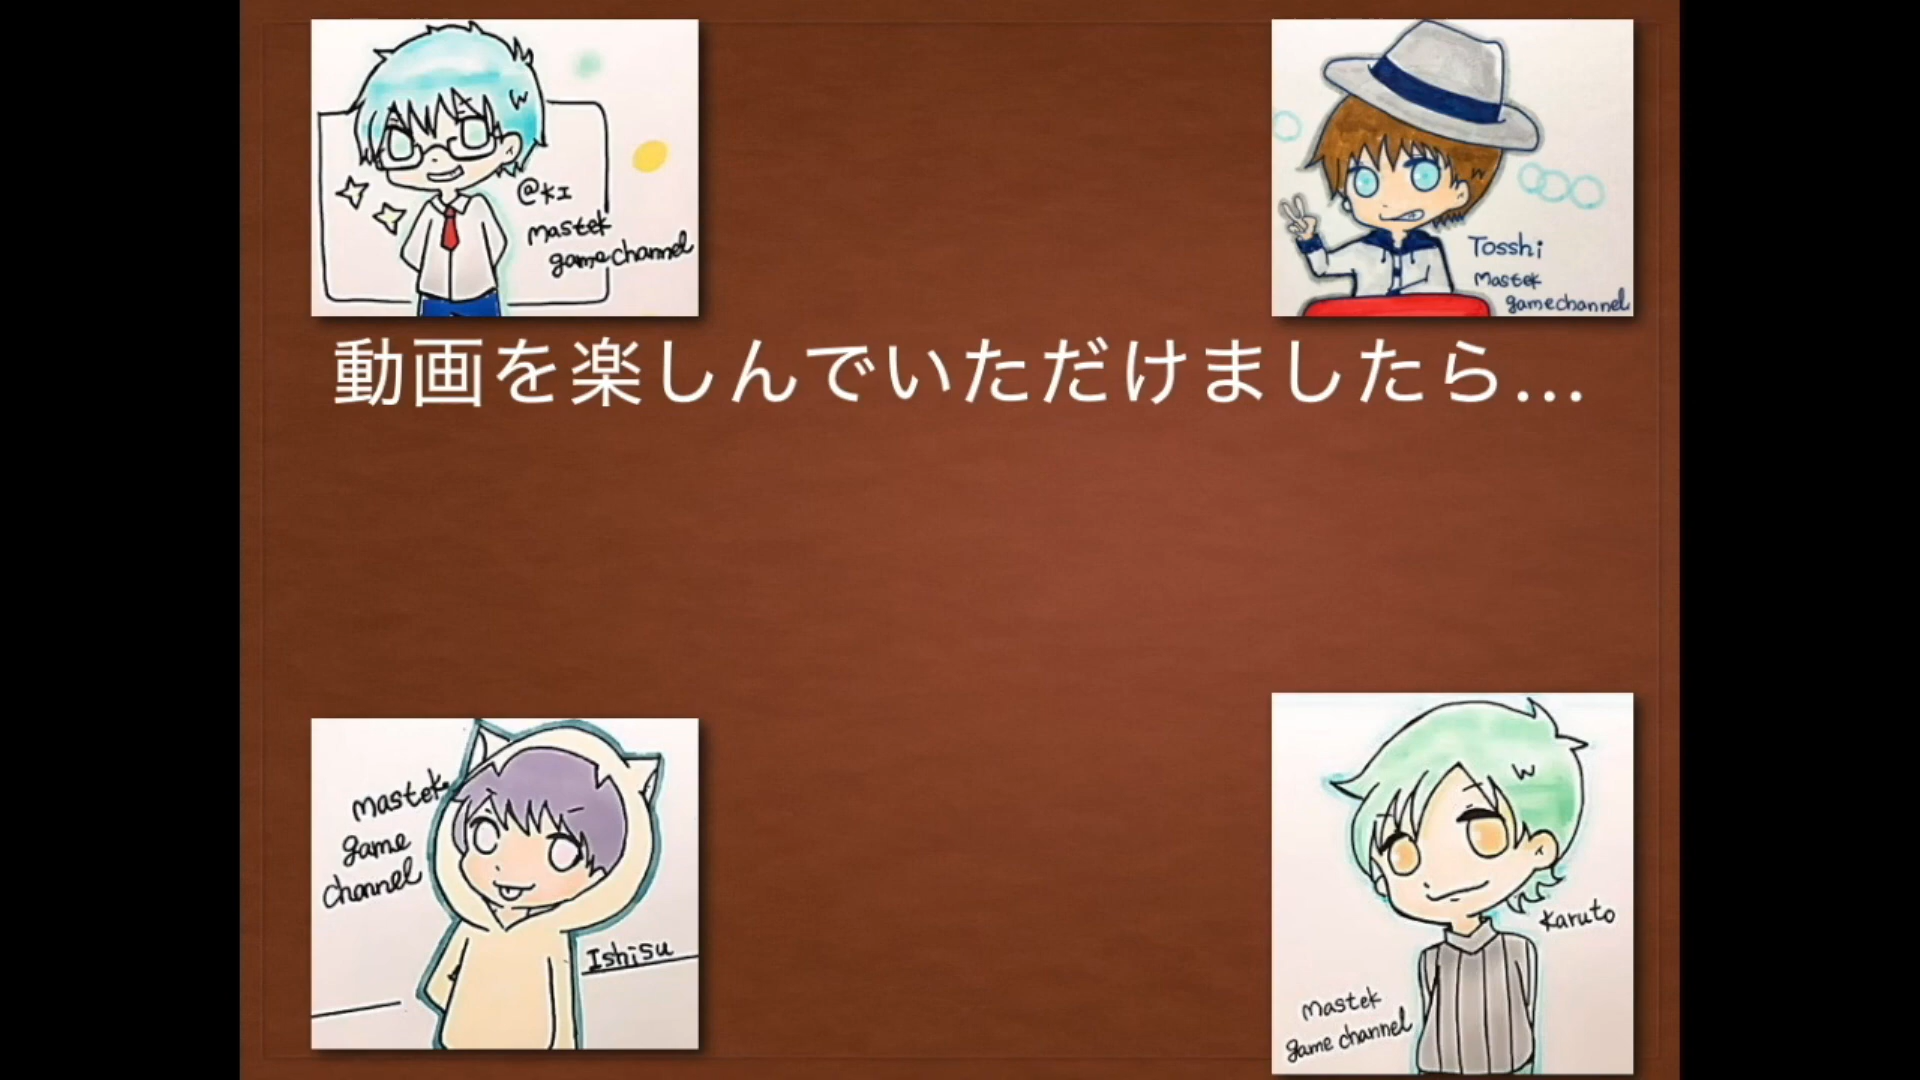 @KI
mastek
game channel
Tosshi
Mastek
gamechannel
動画を楽しんでいただけましたら…
mastek
game
channel
Ishisu
Karuto
mastek
game channel